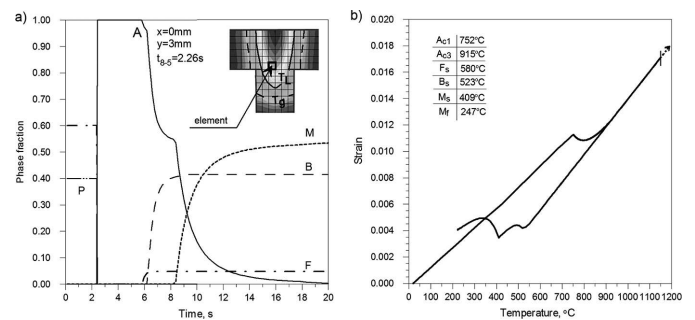 a)
1.00
0.90
0.80
0.70
0.60
0.50
0.40
0.30
0.20
0.10
0.00
Phase fraction
0 2 4 6 8 10 12 14 16 18 20
Time, s
A
x=0mm
y=3mm
t8-5=2.26s
TL
Tg
element
P
M
B
F
b)
0.020
0.018
0.016
0.014
0.012
0.010
0.008
0.006
0.004
0.002
0.000
Strain
0 100 200 300 400 500 600 700 800 900 1000 1100 1200
Temperature, °C
Ac1 752°C
Ac3 915°C
Fs 580°C
Bs 523°C
Ms 409°C
Mf 247°C